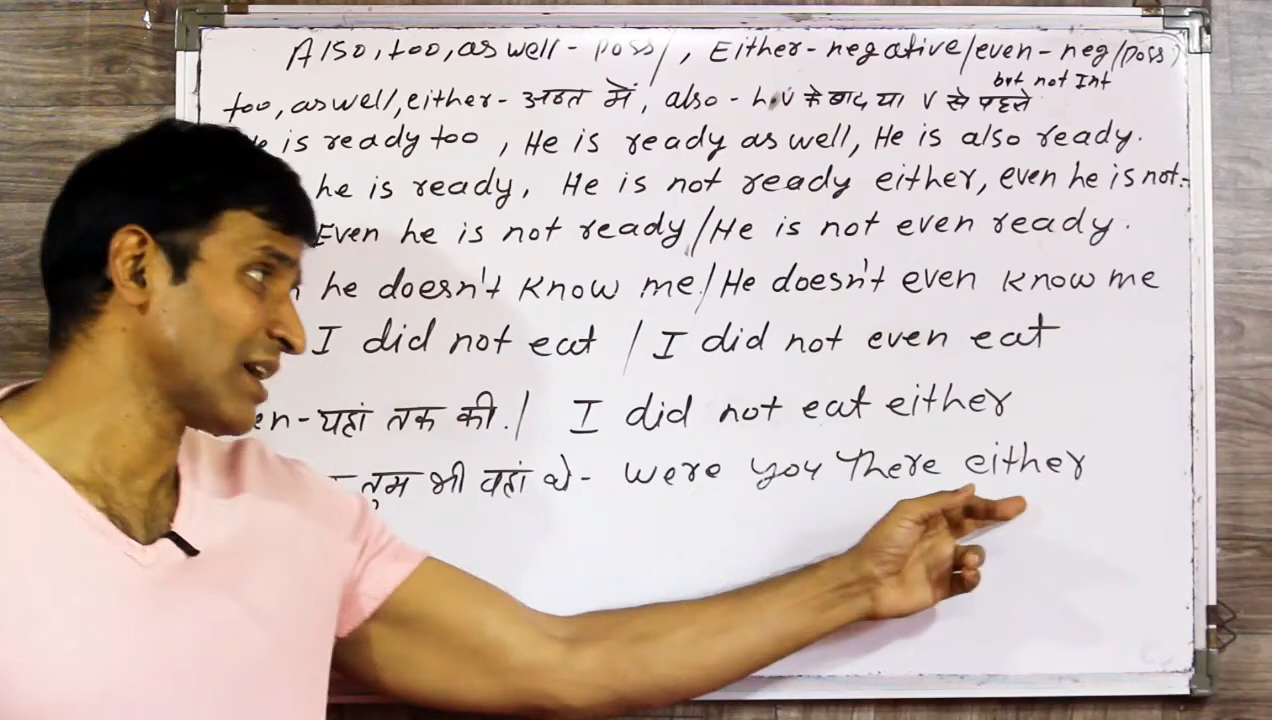 Also, too, as well - poss/, Either - negative/even - neg/poss
but not Int
too, as well, either - अन्त में, also - h.v के बाद या v से पहले
is ready too, He is ready as well, He is also ready.
he is ready, He is not ready either, even he is not.
Even he is not ready/He is not even ready.
he doesn't know me/He doesn't even know me
I did not eat / I did not even eat
यहां तक की./ I did not eat either
तुम भी वहां थे - were you There either